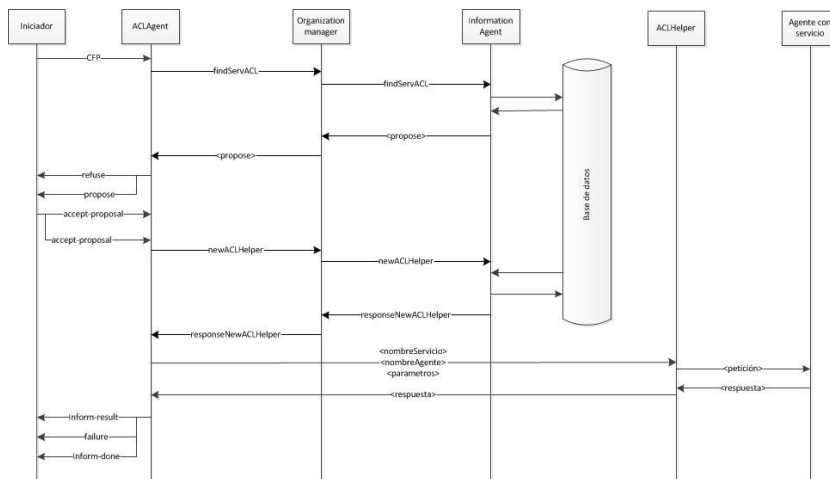 Iniciador
ACLAgent
Organization
manager
Information
Agent
ACLHelper
Agente con
servicio
CFP
findServACL
findServACL
<propose>
<propose>
refuse
propose
accept-proposal
accept-proposal
Base de datos
newACLHelper
newACLHelper
responseNewACLHelper
responseNewACLHelper
<nombreServicio>
<nombreAgente>
<parametros>
<petición>
<respuesta>
<respuesta>
Inform-result
failure
Inform-done